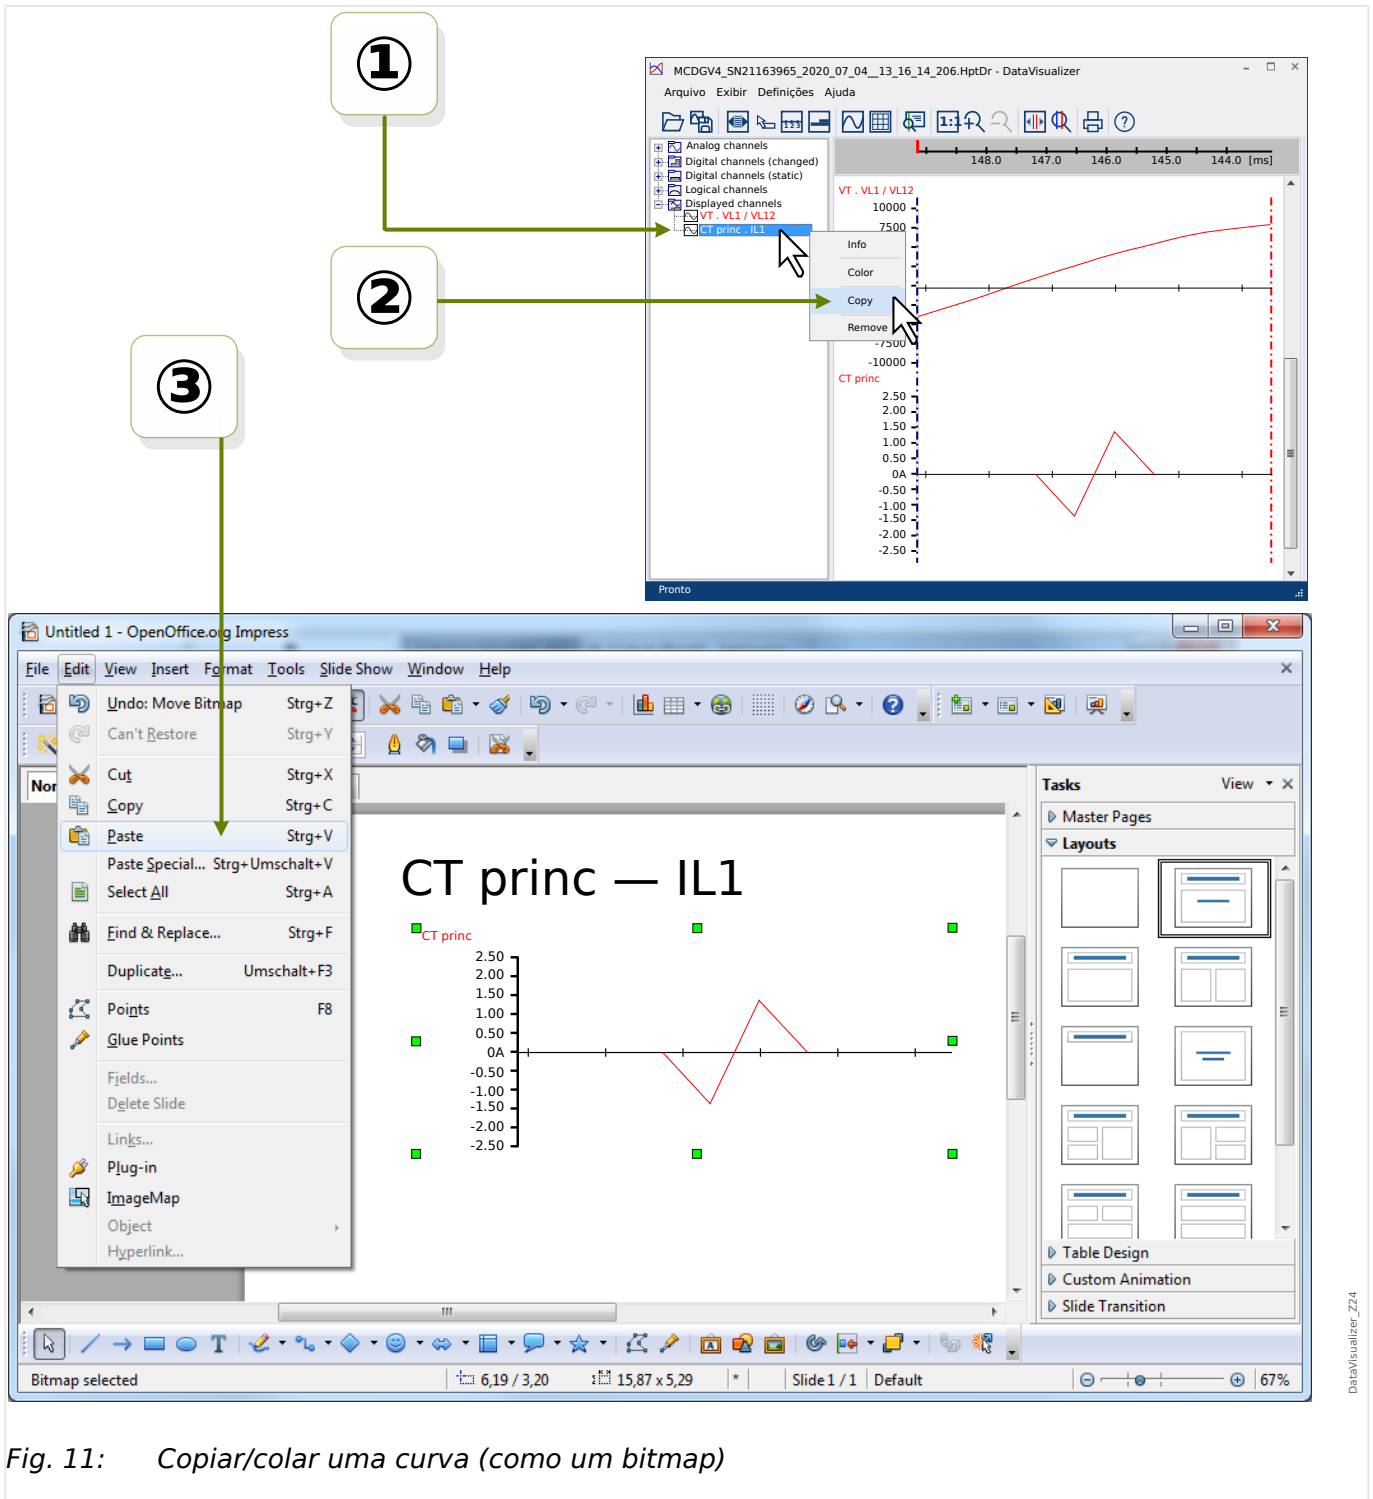 ①
②
③
MCDGV4_SN21163965_2020_07_04__13_16_14_206.HptDr - DataVisualizer
Arquivo Exibir Definições Ajuda
1:1
123
Analog channels
Digital channels (changed)
Digital channels (static)
Logical channels
Displayed channels
VT . VL1 / VL12
CT princ . IL1
148.0 147.0 146.0 145.0 144.0 [ms]
VT . VL1 / VL12
10000
7500
Info
Color
Copy
Remove
-7500
-10000
CT princ
2.50
2.00
1.50
1.00
0.50
0A
-0.50
-1.00
-1.50
-2.00
-2.50
Pronto
Untitled 1 - OpenOffice.org Impress
File Edit View Insert Format Tools Slide Show Window Help
Undo: Move Bitmap Strg+Z
Can't Restore Strg+Y
Cut Strg+X
Copy Strg+C
Paste Strg+V
Paste Special... Strg+Umschalt+V
Select All Strg+A
Find & Replace... Strg+F
Duplicate... Umschalt+F3
Points F8
Glue Points
Fields...
Delete Slide
Links...
Plug-in
ImageMap
Object
Hyperlink...
Nor
CT princ — IL1
CT princ
2.50
2.00
1.50
1.00
0.50
0A
-0.50
-1.00
-1.50
-2.00
-2.50
Tasks View
Master Pages
Layouts
Table Design
Custom Animation
Slide Transition
Bitmap selected 6,19 / 3,20 15,87 x 5,29 * Slide 1 / 1 Default 67%
DataVisualizer_Z24
Fig. 11: Copiar/colar uma curva (como um bitmap)